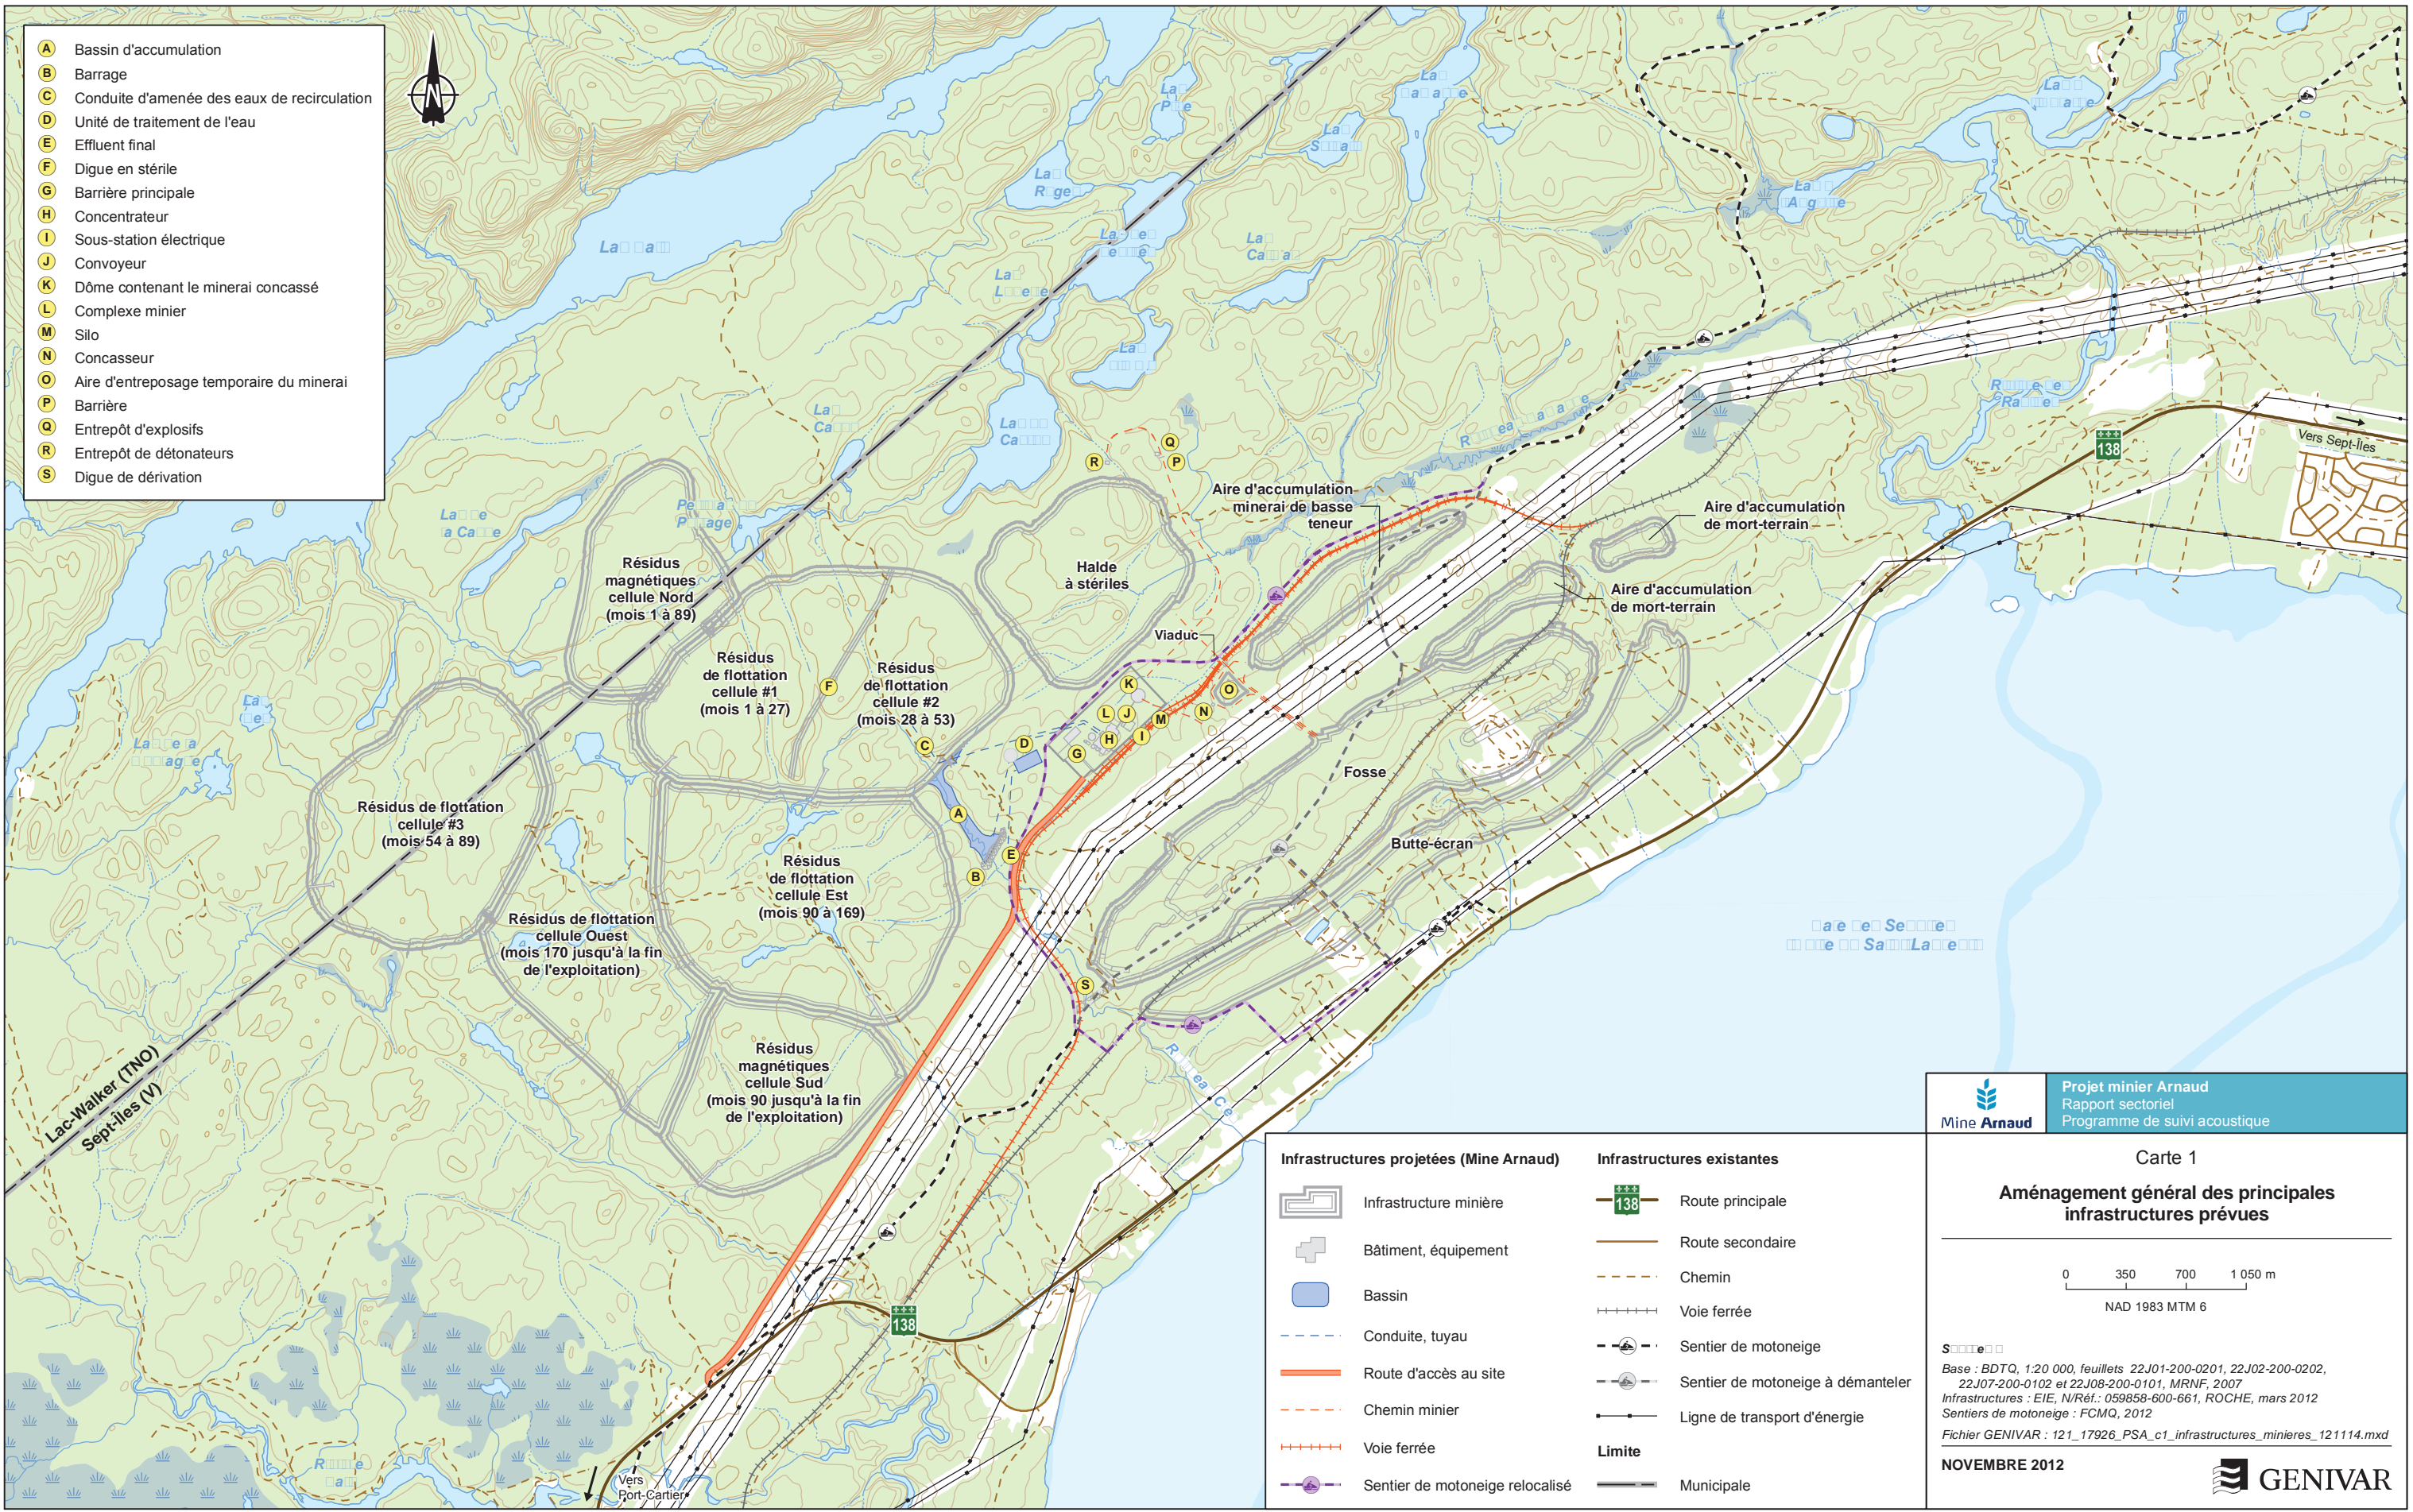 A Bassin d'accumulation
B Barrage
C Conduite d'amenée des eaux de recirculation
D Unité de traitement de l'eau
E Effluent final
F Digue en stérile
G Barrière principale
H Concentrateur
I Sous-station électrique
J Convoyeur
K Dôme contenant le minerai concassé
L Complexe minier
M Silo
N Concasseur
O Aire d'entreposage temporaire du minerai
P Barrière
Q Entrepôt d'explosifs
R Entrepôt de détonateurs
S Digue de dérivation
N
138
Vers Sept-Îles
R
Q
P
Aire d'accumulation
minerai de basse
teneur
Aire d'accumulation
de mort-terrain
Aire d'accumulation
de mort-terrain
Résidus
magnétiques
cellule Nord
(mois 1 à 89)
Halde
à stériles
Viaduc
Résidus
de flottation
cellule #1
(mois 1 à 27)
F
Résidus
de flottation
cellule #2
(mois 28 à 53)
K
O
L
J
M
N
C
D
G
H
I
Fosse
Résidus de flottation
cellule #3
(mois 54 à 89)
A
E
B
Butte-écran
Résidus
de flottation
cellule Est
(mois 90 à 169)
Résidus de flottation
cellule Ouest
(mois 170 jusqu'à la fin
de l'exploitation)
S
Résidus
magnétiques
cellule Sud
(mois 90 jusqu'à la fin
de l'exploitation)
Lac-Walker (TNO)
Sept-Îles (V)
138
Vers
Port-Cartier
Infrastructures projetées (Mine Arnaud)
Infrastructure minière
Bâtiment, équipement
Bassin
Conduite, tuyau
Route d'accès au site
Chemin minier
Voie ferrée
Sentier de motoneige relocalisé
Infrastructures existantes
138 Route principale
Route secondaire
Chemin
Voie ferrée
Sentier de motoneige
Sentier de motoneige à démanteler
Ligne de transport d'énergie
Limite
Municipale
Mine Arnaud
Projet minier Arnaud
Rapport sectoriel
Programme de suivi acoustique
Carte 1
Aménagement général des principales
infrastructures prévues
0 350 700 1 050 m
NAD 1983 MTM 6
Base : BDTQ, 1:20 000, feuillets 22J01-200-0201, 22J02-200-0202,
22J07-200-0102 et 22J08-200-0101, MRNF, 2007
Infrastructures : EIE, N/Réf.: 059858-600-661, ROCHE, mars 2012
Sentiers de motoneige : FCMQ, 2012
Fichier GENIVAR : 121_17926_PSA_c1_infrastructures_minieres_121114.mxd
NOVEMBRE 2012
GENIVAR